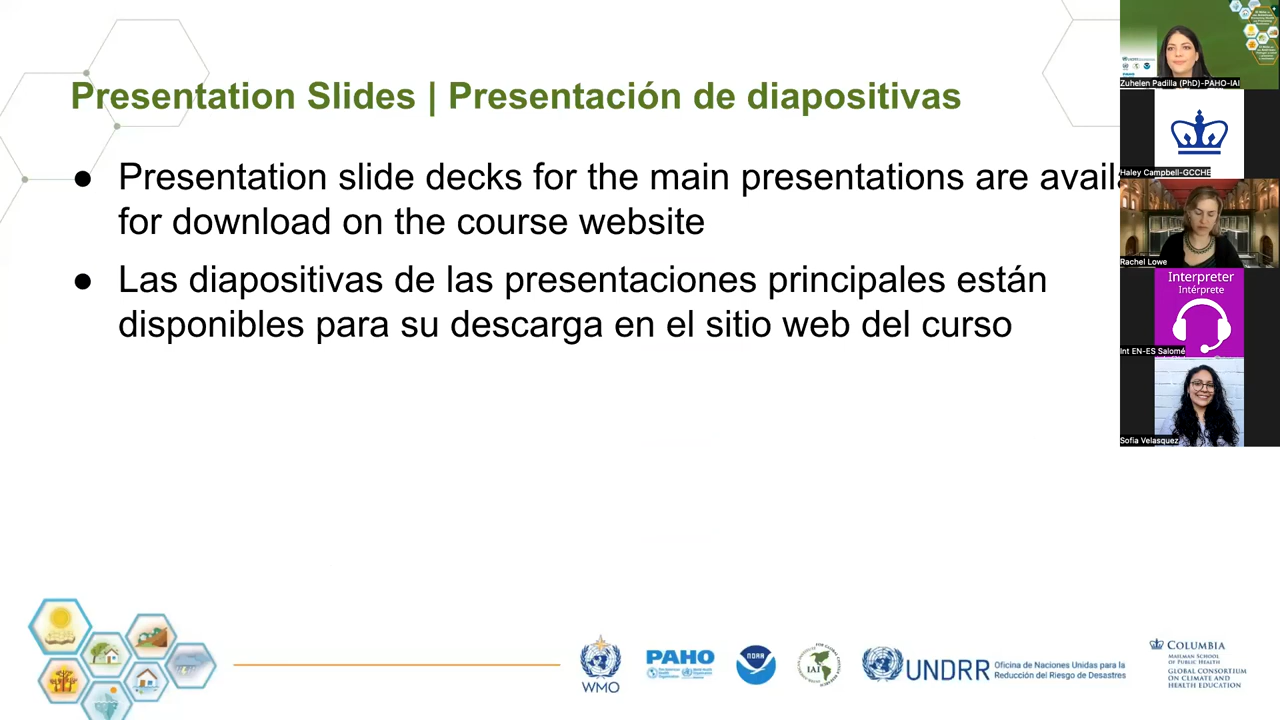 Presentation Slides | Presentación de diapositivas
● Presentation slide decks for the main presentations are avail
for download on the course website
● Las diapositivas de las presentaciones principales están
disponibles para su descarga en el sitio web del curso
Zuhelen Padilla (PhD)-PAHO-IAI
Haley Campbell-GCCHE
Rachel Lowe
Interpreter
Intérprete
Int EN-ES Salomé
Sofia Velasquez
WMO
PAHO
NOAA
IAI
UNDRR
Oficina de Naciones Unidas para la
Reducción del Riesgo de Desastres
COLUMBIA
MAILMAN SCHOOL
OF PUBLIC HEALTH
GLOBAL CONSORTIUM
ON CLIMATE AND
HEALTH EDUCATION